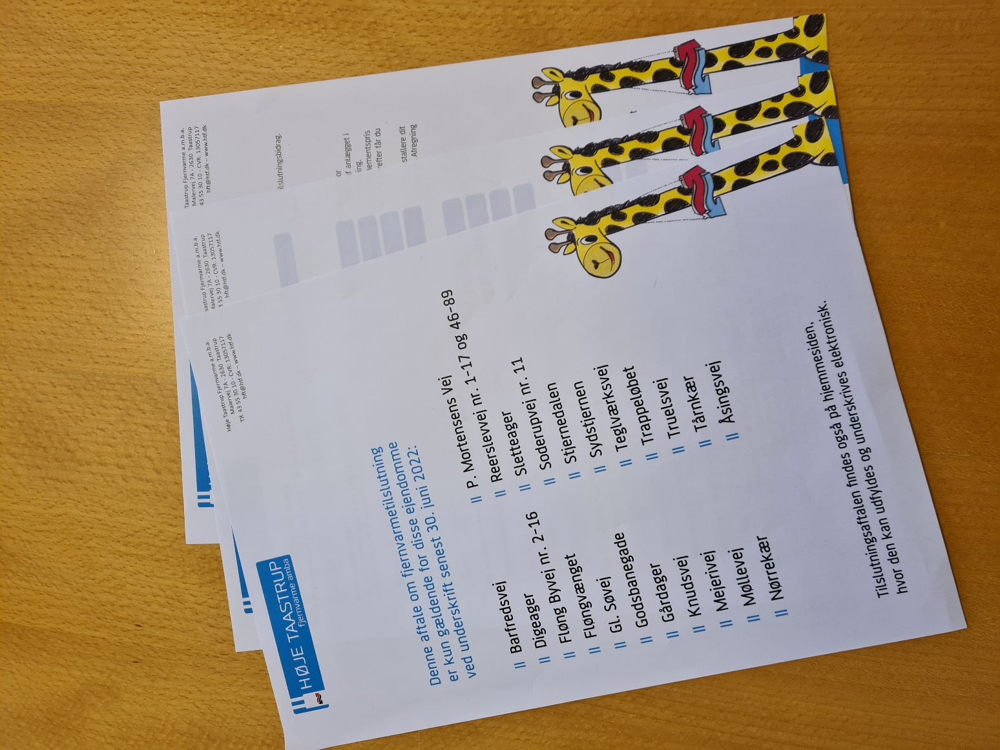 HØJE TAASTRUP
fjernvarme amba
Høje Taastrup Fjernvarme a.m.b.a.
Malervej 7A - 2630 Taastrup
Tlf. 43 55 30 10 - CVR: 13057117
hft@htf.dk – www.htf.dk
Denne aftale om fjernvarmetilslutning
er kun gældende for disse ejendomme
ved underskrift senest 30. juni 2022:
Barfredsvej
Digeager
Fløng Byvej nr. 2-16
Fløngvænget
Gl. Søvej
Godsbanegade
Gårdager
Knudsvej
Mejerivej
Møllevej
Nørrekær
P. Mortensens Vej
Reerslevvej nr. 1-17 og 46-89
Sletteager
Soderupvej nr. 11
Stjernedalen
Sydstjernen
Teglværksvej
Trappeløbet
Truelsvej
Tårnkær
Åsingsvej
Tilslutningsaftalen findes også på hjemmesiden,
hvor den kan udfyldes og underskrives elektronisk.
aastrup Fjernvarme a.m.b.a.
Malervej 7A - 2630 Taastrup
3 55 30 10 - CVR: 13057117
hft@htf.dk – www.htf.dk
Taastrup Fjernvarme a.m.b.a.
Malervej 7A - 2630 Taastrup
43 55 30 10 - CVR: 13057117
hft@htf.dk – www.htf.dk
ilslutningsbidrag.
or
f anlægget i
ing.
nementspris
refter får du
stallere dit
Afregning
t